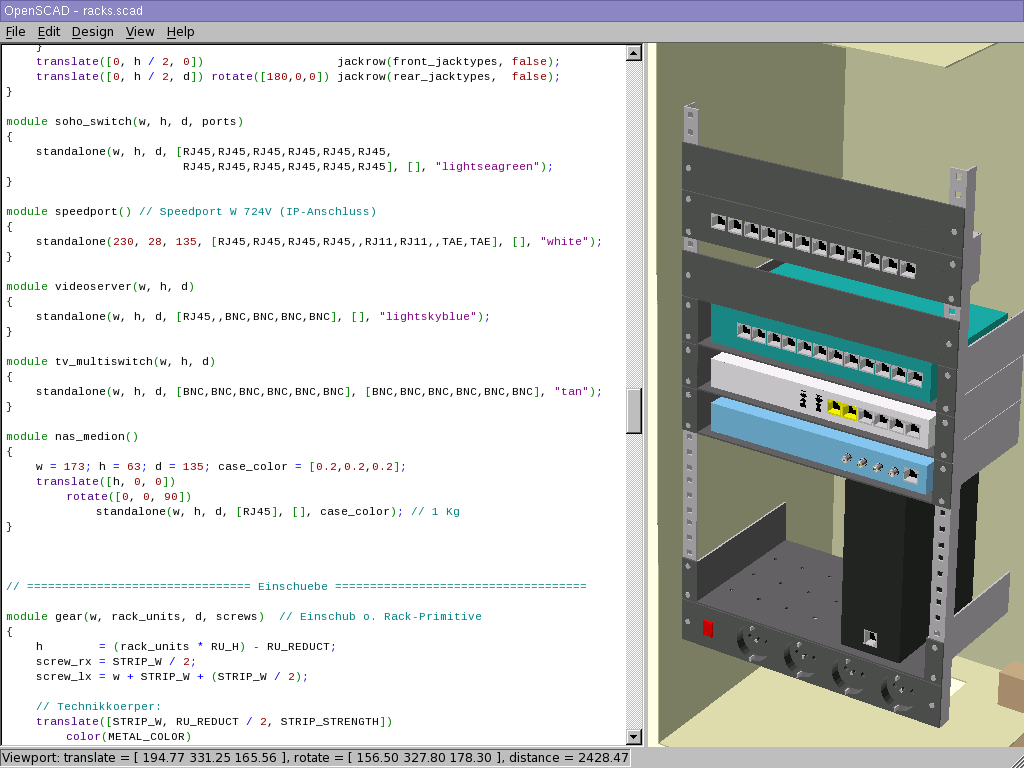 OpenSCAD - racks.scad
File Edit Design View Help
}
translate([0, h / 2, 0]) jackrow(front_jacktypes, false);
translate([0, h / 2, d]) rotate([180,0,0]) jackrow(rear_jacktypes, false);
}
module soho_switch(w, h, d, ports)
{
standalone(w, h, d, [RJ45,RJ45,RJ45,RJ45,RJ45,RJ45,
RJ45,RJ45,RJ45,RJ45,RJ45,RJ45], [], "lightseagreen");
}
module speedport() // Speedport W 724V (IP-Anschluss)
{
standalone(230, 28, 135, [RJ45,RJ45,RJ45,RJ45,,RJ11,RJ11,,TAE,TAE], [], "white");
}
module videoserver(w, h, d)
{
standalone(w, h, d, [RJ45,,BNC,BNC,BNC,BNC], [], "lightskyblue");
}
module tv_multiswitch(w, h, d)
{
standalone(w, h, d, [BNC,BNC,BNC,BNC,BNC,BNC], [BNC,BNC,BNC,BNC,BNC,BNC], "tan");
}
module nas_medion()
{
w = 173; h = 63; d = 135; case_color = [0.2,0.2,0.2];
translate([h, 0, 0])
rotate([0, 0, 90])
standalone(w, h, d, [RJ45], [], case_color); // 1 Kg
}
// ================================ Einschuebe ====================================
module gear(w, rack_units, d, screws) // Einschub o. Rack-Primitive
{
h = (rack_units * RU_H) - RU_REDUCT;
screw_rx = STRIP_W / 2;
screw_lx = w + STRIP_W + (STRIP_W / 2);
// Technikkoerper:
translate([STRIP_W, RU_REDUCT / 2, STRIP_STRENGTH])
color(METAL_COLOR)
Viewport: translate = [ 194.77 331.25 165.56 ], rotate = [ 156.50 327.80 178.30 ], distance = 2428.47